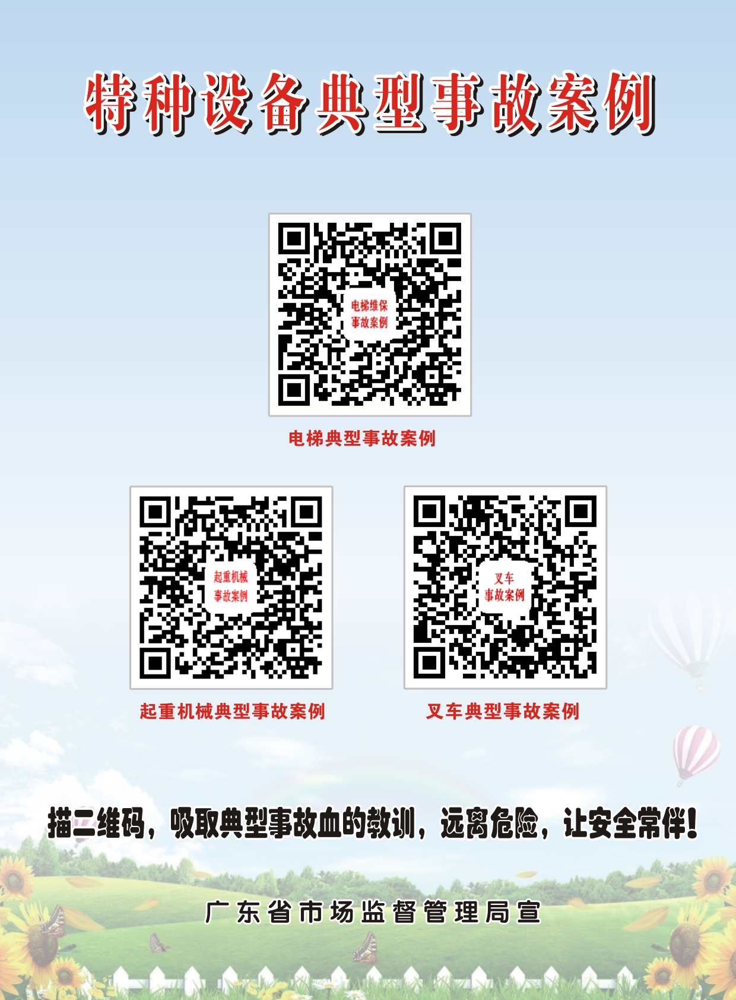 特种设备典型事故案例
电梯维保
事故案例
电梯典型事故案例
起重机械
事故案例
叉车
事故案例
起重机械典型事故案例
叉车典型事故案例
描二维码，吸取典型事故血的教训，远离危险，让安全常伴！
广东省市场监督管理局宣